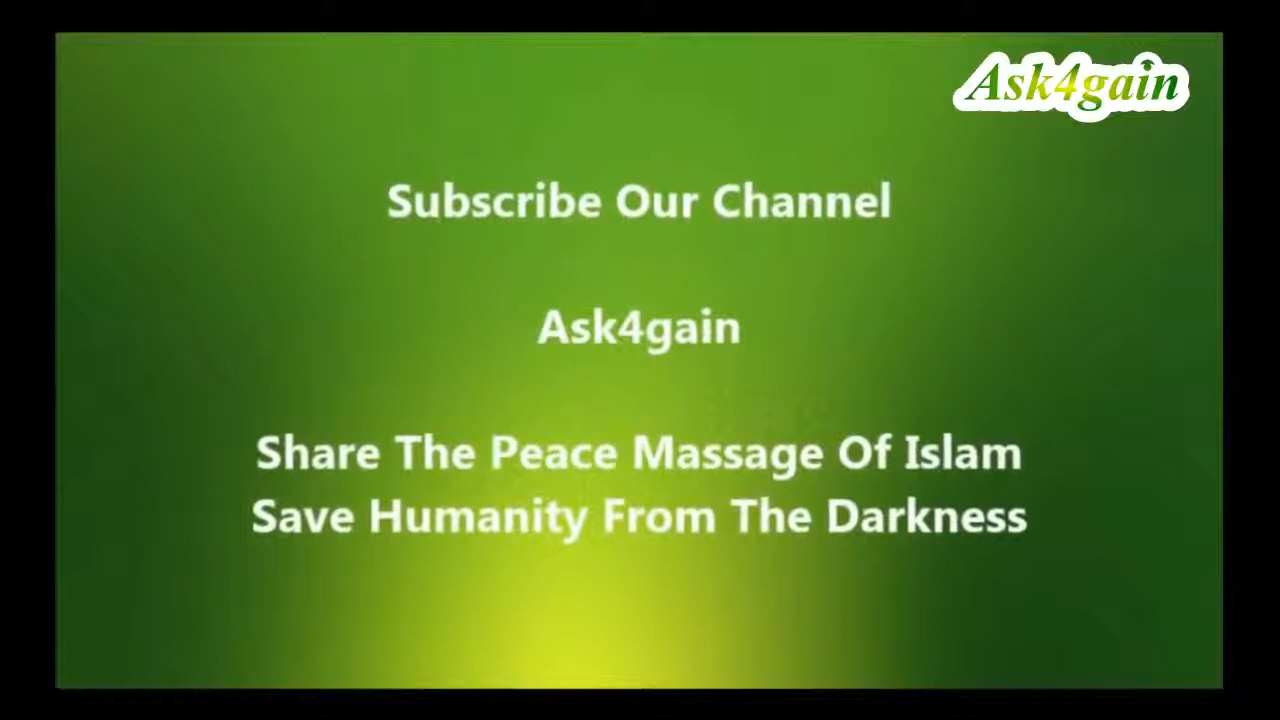 Ask4gain
Subscribe Our Channel
Ask4gain
Share The Peace Massage Of Islam
Save Humanity From The Darkness